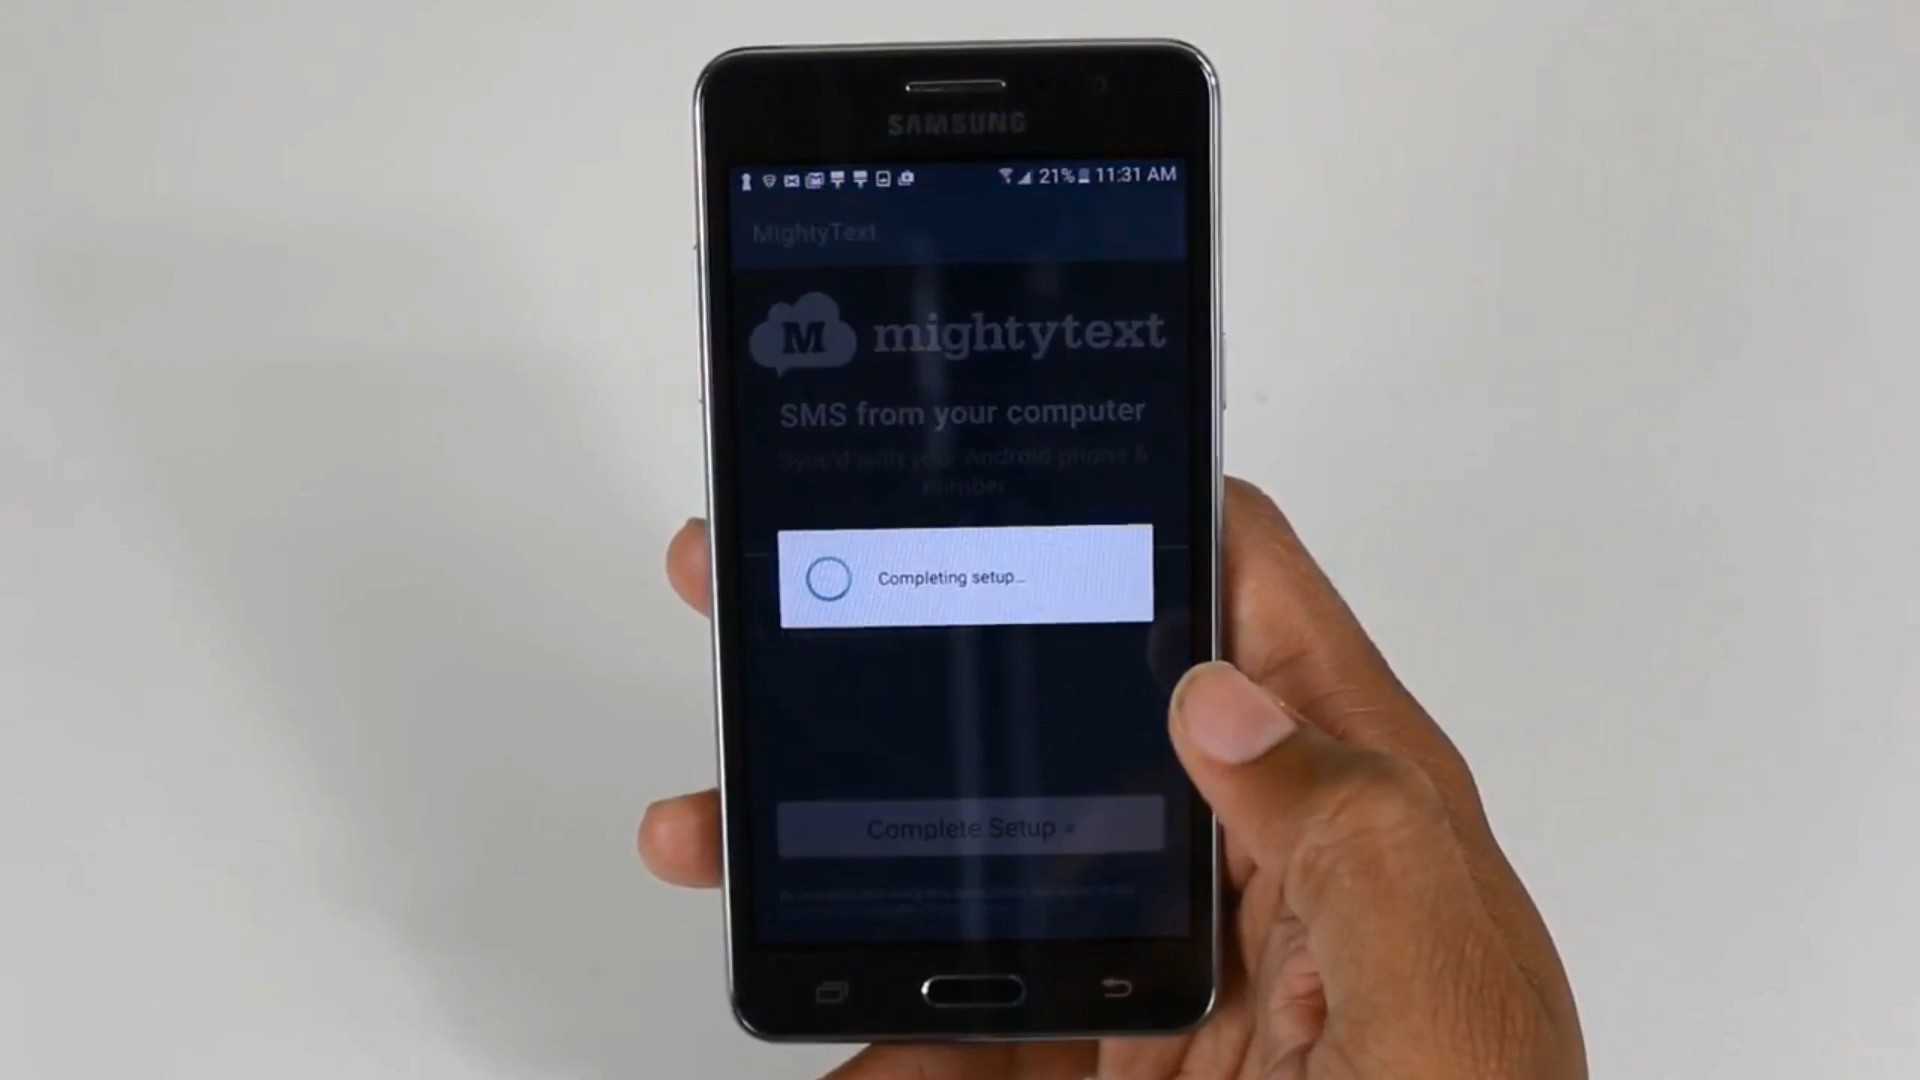 SAMSUNG
21% 11:31 AM
MightyText
M mightytext
SMS from your computer
Sync'd with your Android phone &
number
Completing setup...
Complete Setup »